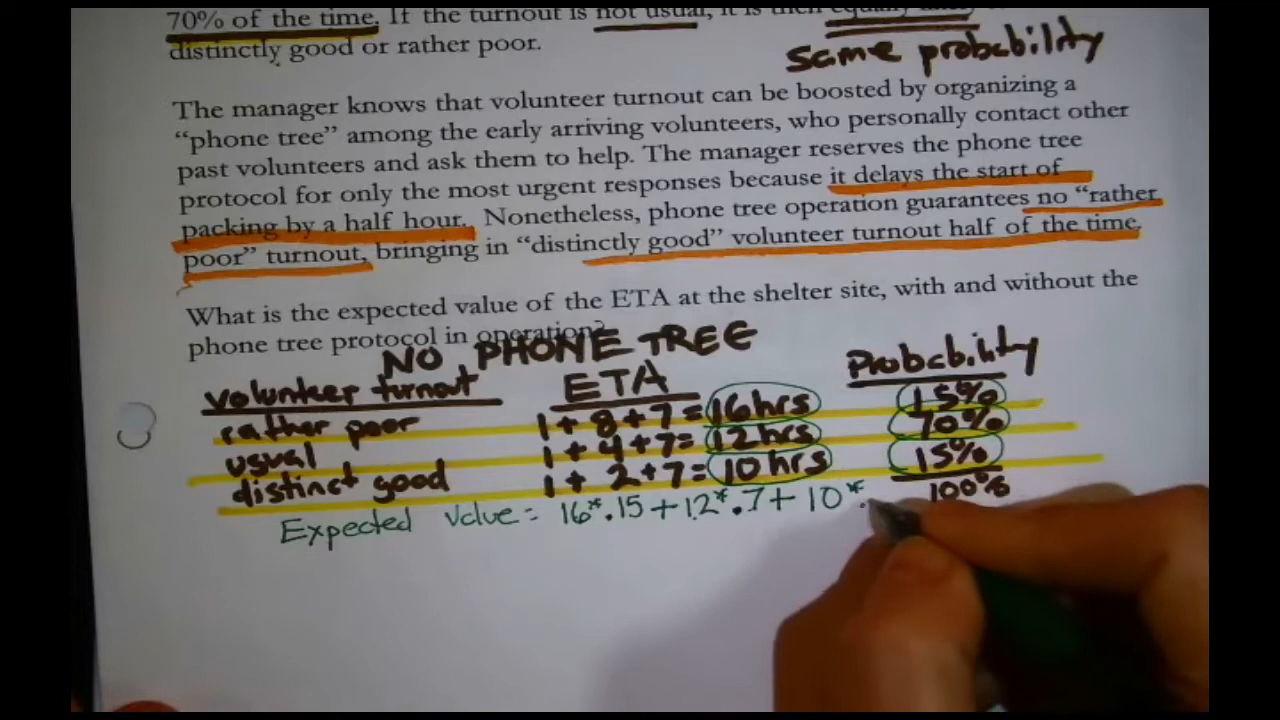 70% of the time. If the turnout is not usual, it is then equally
distinctly good or rather poor.
same probability
The manager knows that volunteer turnout can be boosted by organizing a
“phone tree” among the early arriving volunteers, who personally contact other
past volunteers and ask them to help. The manager reserves the phone tree
protocol for only the most urgent responses because it delays the start of
packing by a half hour. Nonetheless, phone tree operation guarantees no “rather
poor” turnout, bringing in “distinctly good” volunteer turnout half of the time.
What is the expected value of the ETA at the shelter site, with and without the
phone tree protocol in operation?
NO PHONE TREE
volunteer turnout ETA Probability
rather poor 1+8+7=16hrs 15%
usual 1+4+7=12hrs 70%
distinct good 1+2+7=10hrs 15%
100%
Expected value= 16*.15+12*.7+10*.